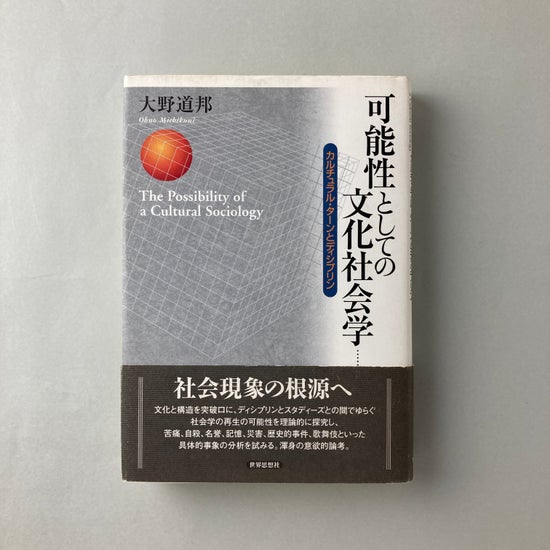 大野道邦
Ohno Michikuni
The Possibility of
a Cultural Sociology
可能性としての
文化社会学……
カルチュラル・ターンとディシプリン
社会現象の根源へ
文化と構造を突破口に、ディシプリンとスタディーズとの間でゆらぐ
社会学の再生の可能性を理論的に探究し、
苦痛、自殺、名誉、記憶、災害、歴史的事件、歌舞伎といった
具体的事象の分析を試みる。渾身の意欲的論考。
世界思想社